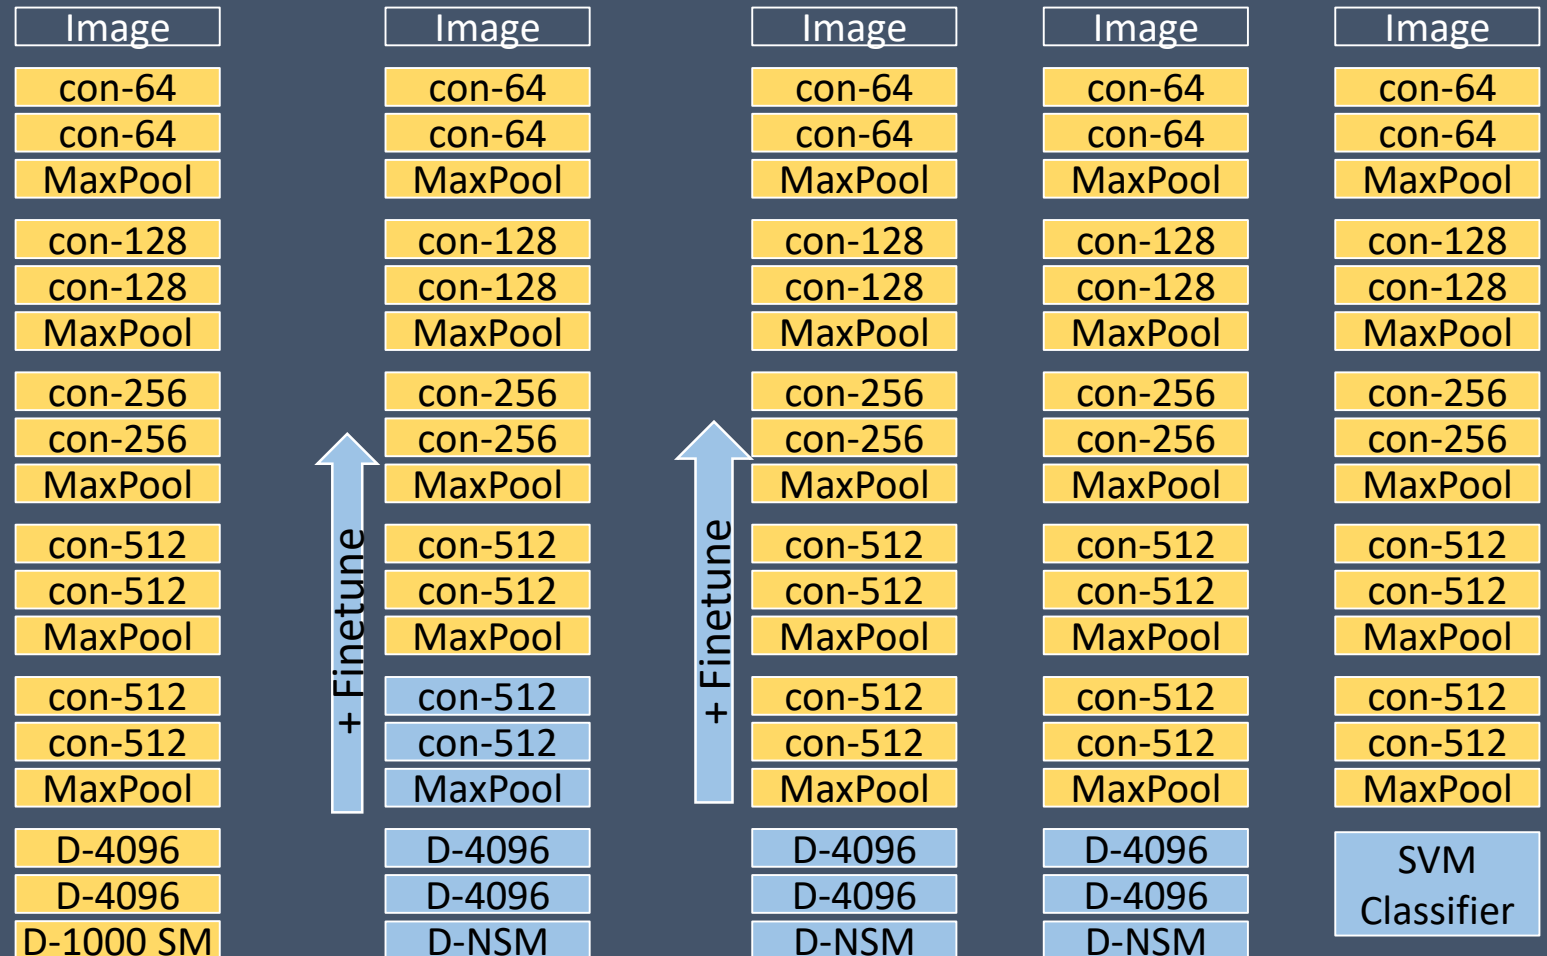 Image
con-64
con-64
MaxPool
con-128
con-128
MaxPool
con-256
con-256
MaxPool
con-512
con-512
MaxPool
con-512
con-512
MaxPool
D-4096
D-4096
D-1000 SM
+ Finetune
Image
con-64
con-64
MaxPool
con-128
con-128
MaxPool
con-256
con-256
MaxPool
con-512
con-512
MaxPool
con-512
con-512
MaxPool
D-4096
D-4096
D-NSM
+ Finetune
Image
con-64
con-64
MaxPool
con-128
con-128
MaxPool
con-256
con-256
MaxPool
con-512
con-512
MaxPool
con-512
con-512
MaxPool
D-4096
D-4096
D-NSM
Image
con-64
con-64
MaxPool
con-128
con-128
MaxPool
con-256
con-256
MaxPool
con-512
con-512
MaxPool
con-512
con-512
MaxPool
D-4096
D-4096
D-NSM
Image
con-64
con-64
MaxPool
con-128
con-128
MaxPool
con-256
con-256
MaxPool
con-512
con-512
MaxPool
con-512
con-512
MaxPool
SVM
Classifier